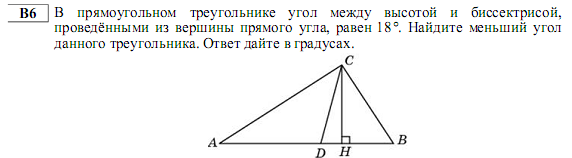 В6 В прямоугольном треугольнике угол между высотой и биссектрисой,
проведёнными из вершины прямого угла, равен 18°. Найдите меньший угол
данного треугольника. Ответ дайте в градусах.
C
A D H B